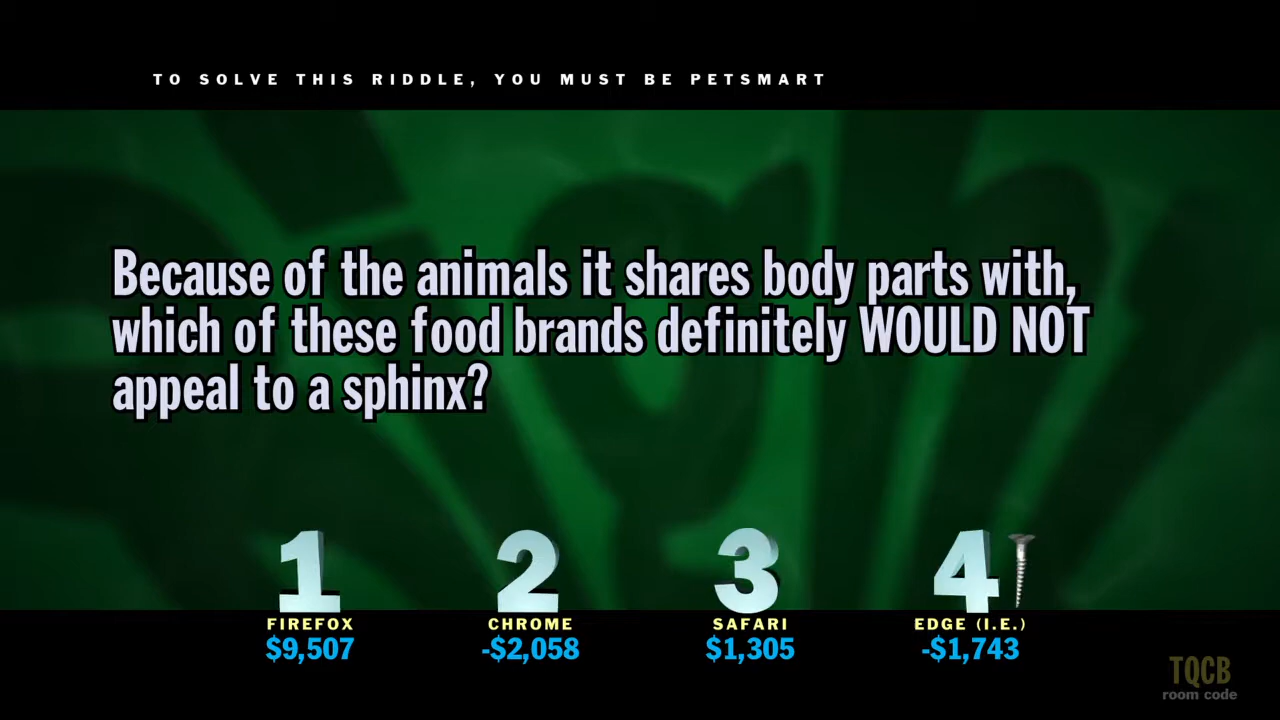 TO SOLVE THIS RIDDLE, YOU MUST BE PETSMART
Because of the animals it shares body parts with,
which of these food brands definitely WOULD NOT
appeal to a sphinx?
1 2 3 4
FIREFOX CHROME SAFARI EDGE (I.E.)
$9,507 -$2,058 $1,305 -$1,743
TQCB
room code